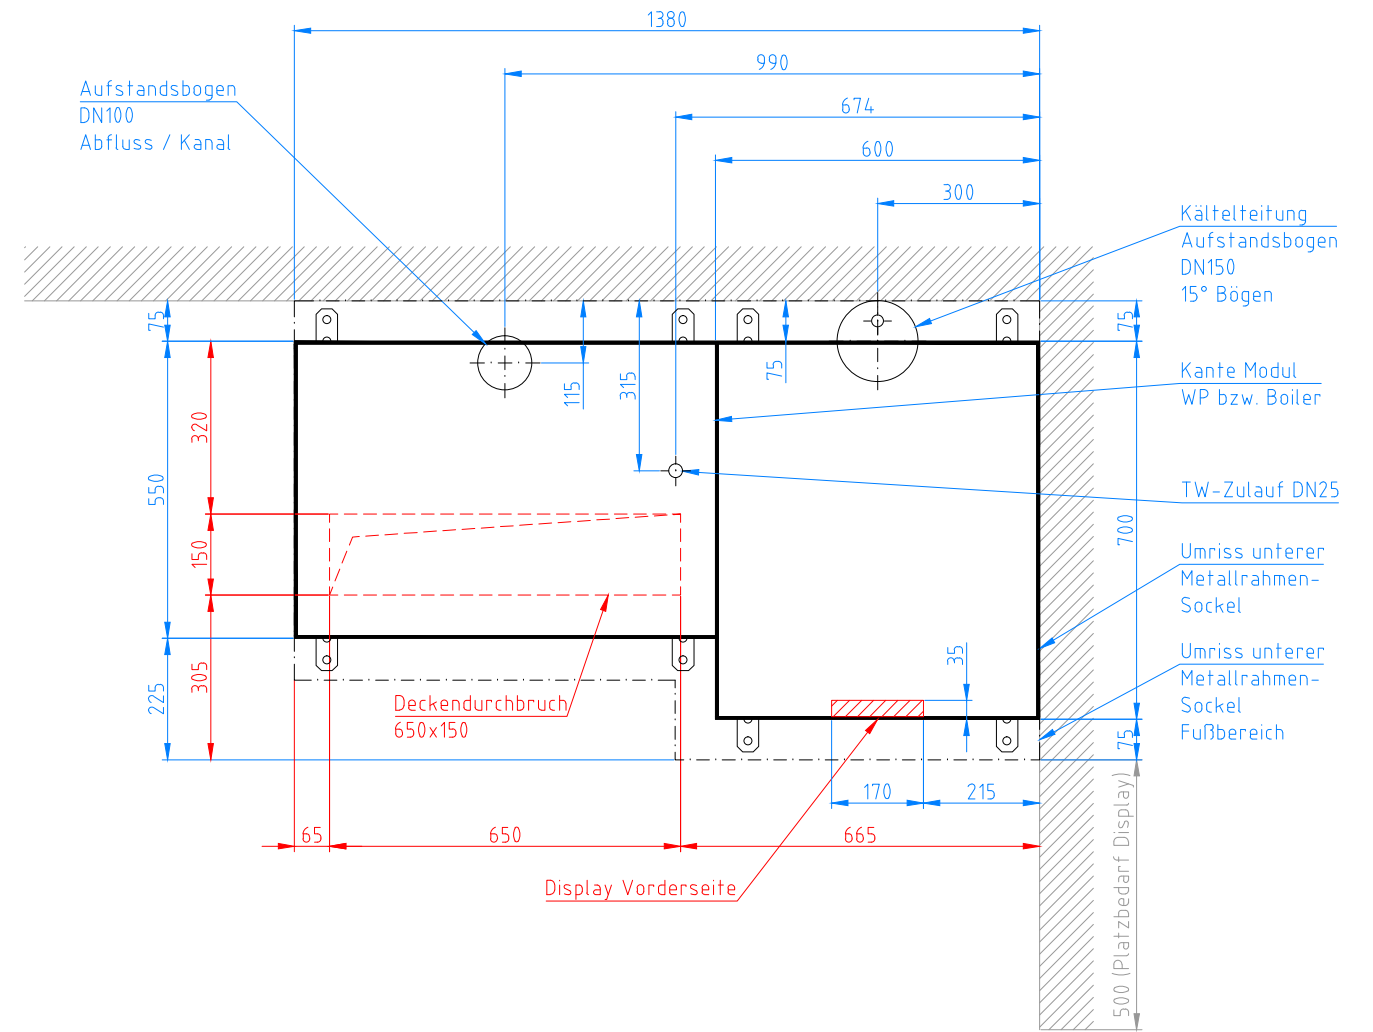 1380
990
674
600
300
Aufstandsbogen
DN100
Abfluss / Kanal
Kältelteitung
Aufstandsbogen
DN150
15° Bögen
75
550
225
320
150
305
115
315
75
75
700
75
Kante Modul
WP bzw. Boiler
TW-Zulauf DN25
Umriss unterer
Metallrahmen-
Sockel
Umriss unterer
Metallrahmen-
Sockel
Fußbereich
35
Deckendurchbruch
650x150
170
215
65
650
665
Display Vorderseite
500 (Platzbedarf Display)